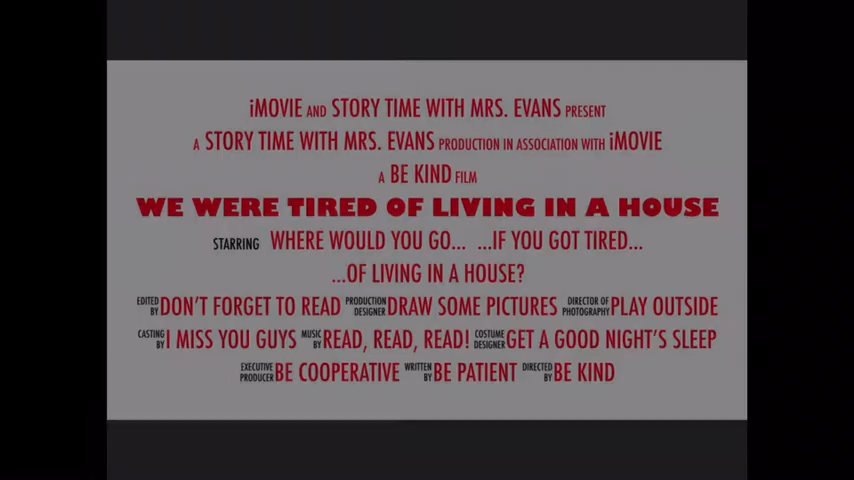 iMOVIE AND STORY TIME WITH MRS. EVANS PRESENT
A STORY TIME WITH MRS. EVANS PRODUCTION IN ASSOCIATION WITH iMOVIE
A BE KIND FILM
WE WERE TIRED OF LIVING IN A HOUSE
STARRING WHERE WOULD YOU GO... ...IF YOU GOT TIRED...
...OF LIVING IN A HOUSE?
EDITED BY DON'T FORGET TO READ PRODUCTION DESIGNER DRAW SOME PICTURES DIRECTOR OF PHOTOGRAPHY PLAY OUTSIDE
CASTING BY I MISS YOU GUYS MUSIC BY READ, READ, READ! COSTUME DESIGNER GET A GOOD NIGHT'S SLEEP
EXECUTIVE PRODUCER BE COOPERATIVE WRITTEN BY BE PATIENT DIRECTED BY BE KIND